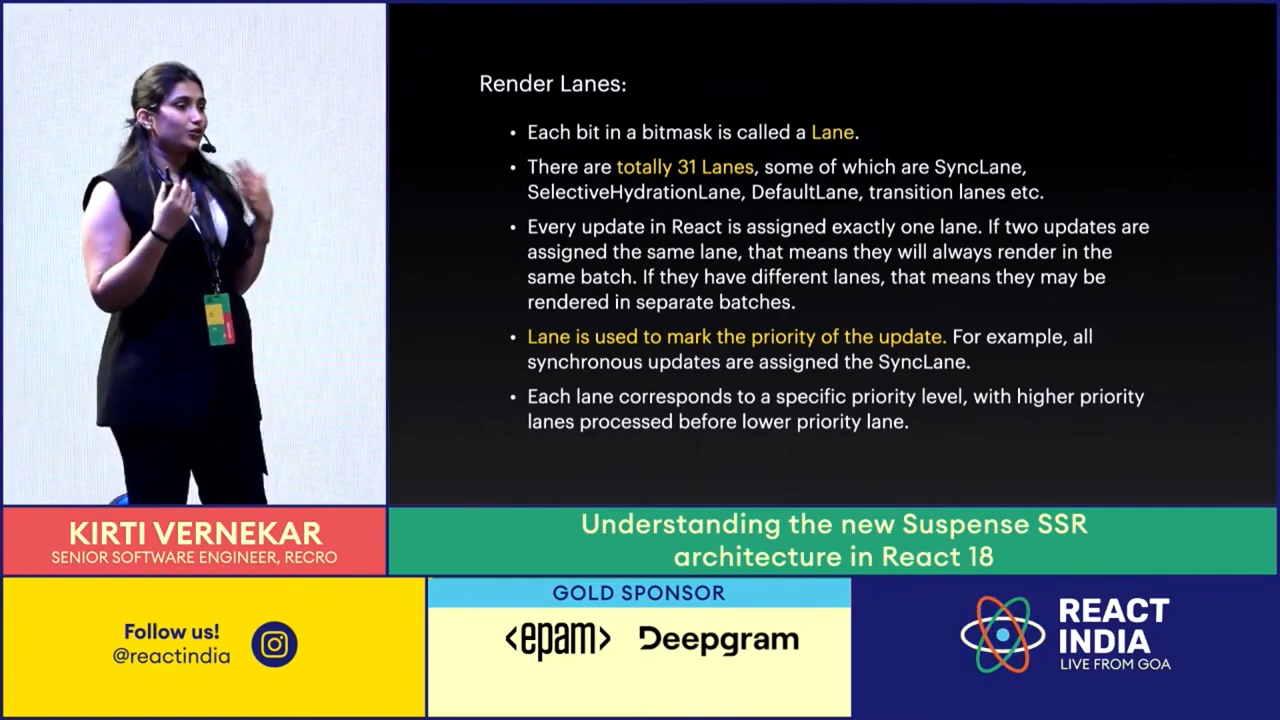 Render Lanes:
• Each bit in a bitmask is called a Lane.
• There are totally 31 Lanes, some of which are SyncLane,
SelectiveHydrationLane, DefaultLane, transition lanes etc.
• Every update in React is assigned exactly one lane. If two updates are
assigned the same lane, that means they will always render in the
same batch. If they have different lanes, that means they may be
rendered in separate batches.
• Lane is used to mark the priority of the update. For example, all
synchronous updates are assigned the SyncLane.
• Each lane corresponds to a specific priority level, with higher priority
lanes processed before lower priority lane.
KIRTI VERNEKAR
SENIOR SOFTWARE ENGINEER, RECRO
Understanding the new Suspense SSR
architecture in React 18
Follow us!
@reactindia
GOLD SPONSOR
<epam> Deepgram
REACT
INDIA
LIVE FROM GOA